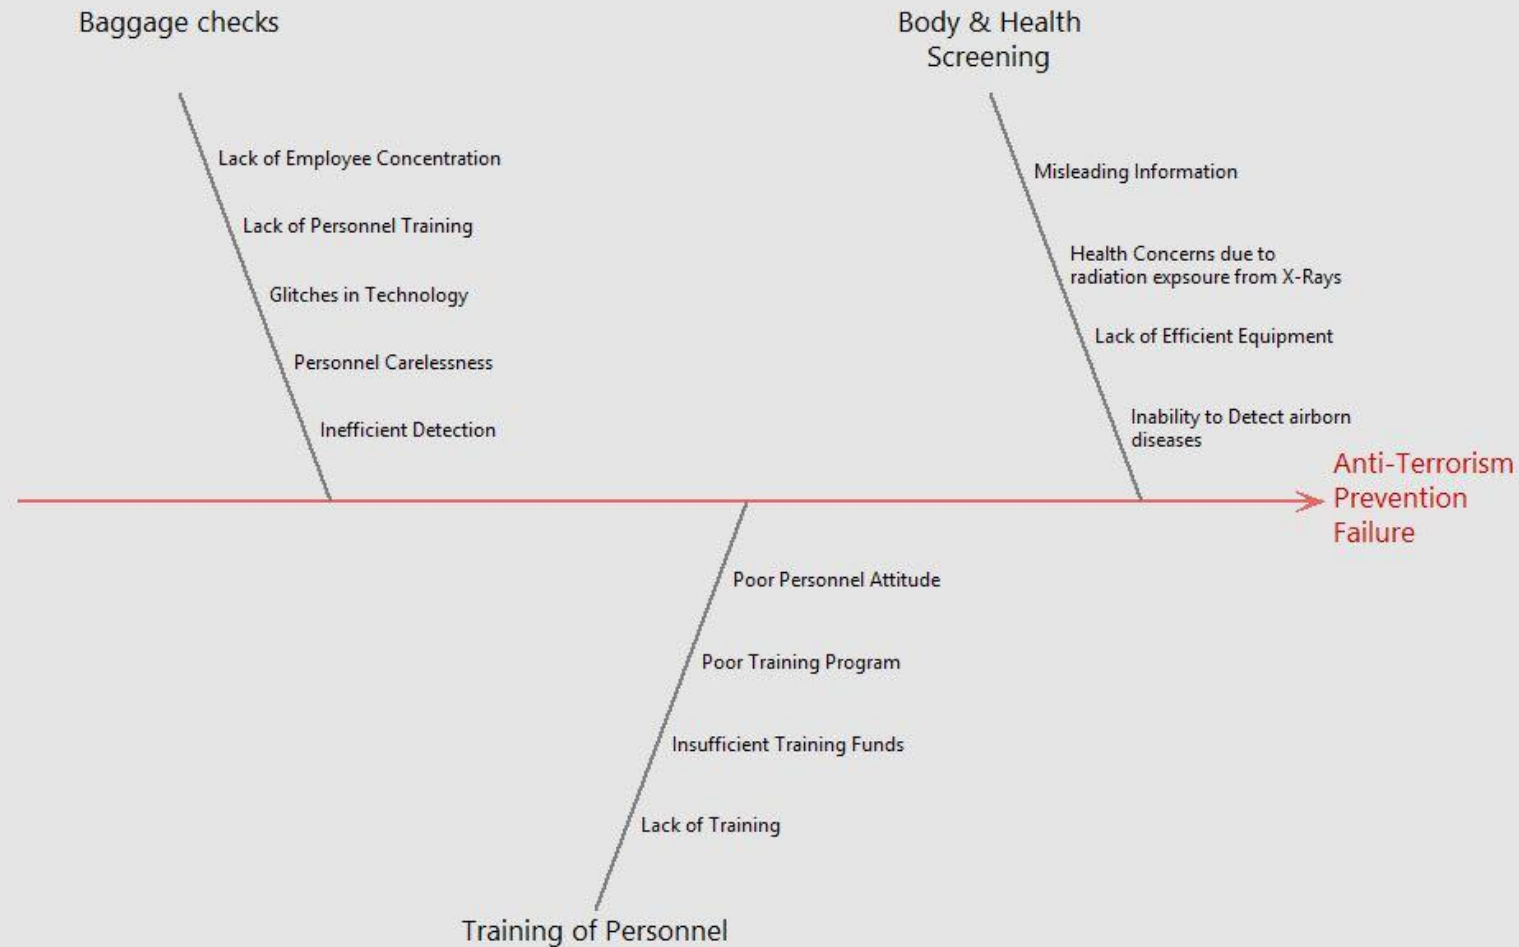 Baggage checks
Lack of Employee Concentration
Lack of Personnel Training
Glitches in Technology
Personnel Carelessness
Inefficient Detection
Body & Health
Screening
Misleading Information
Health Concerns due to
radiation expsoure from X-Rays
Lack of Efficient Equipment
Inability to Detect airborn
diseases
Anti-Terrorism
Prevention
Failure
Poor Personnel Attitude
Poor Training Program
Insufficient Training Funds
Lack of Training
Training of Personnel